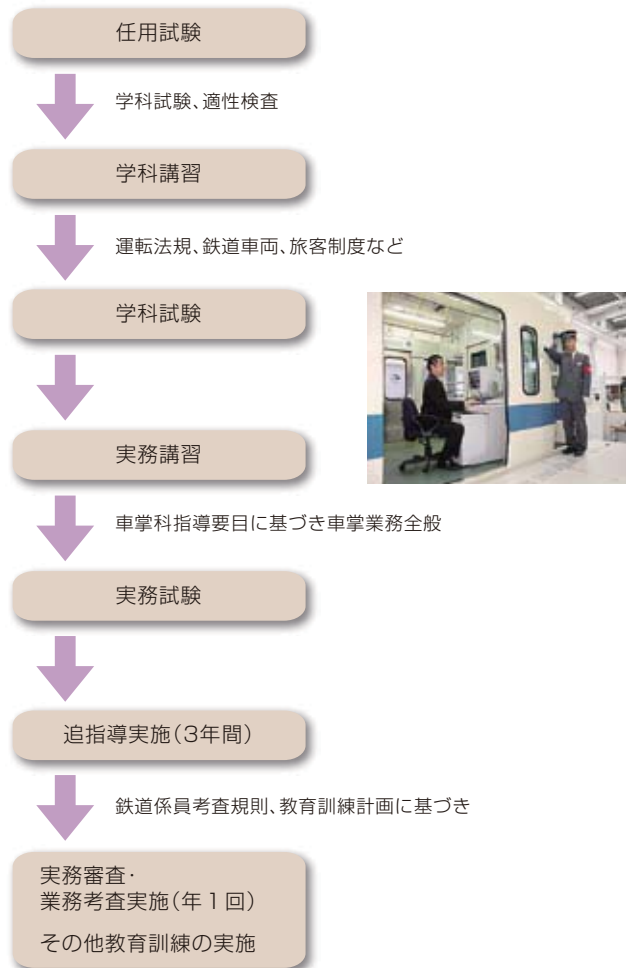 任用試験
学科試験、適性検査
学科講習
運転法規、鉄道車両、旅客制度など
学科試験
実務講習
車掌科指導要目に基づき車掌業務全般
実務試験
追指導実施(3年間)
鉄道係員考査規則、教育訓練計画に基づき
実務審査・
業務考査実施(年1回)
その他教育訓練の実施